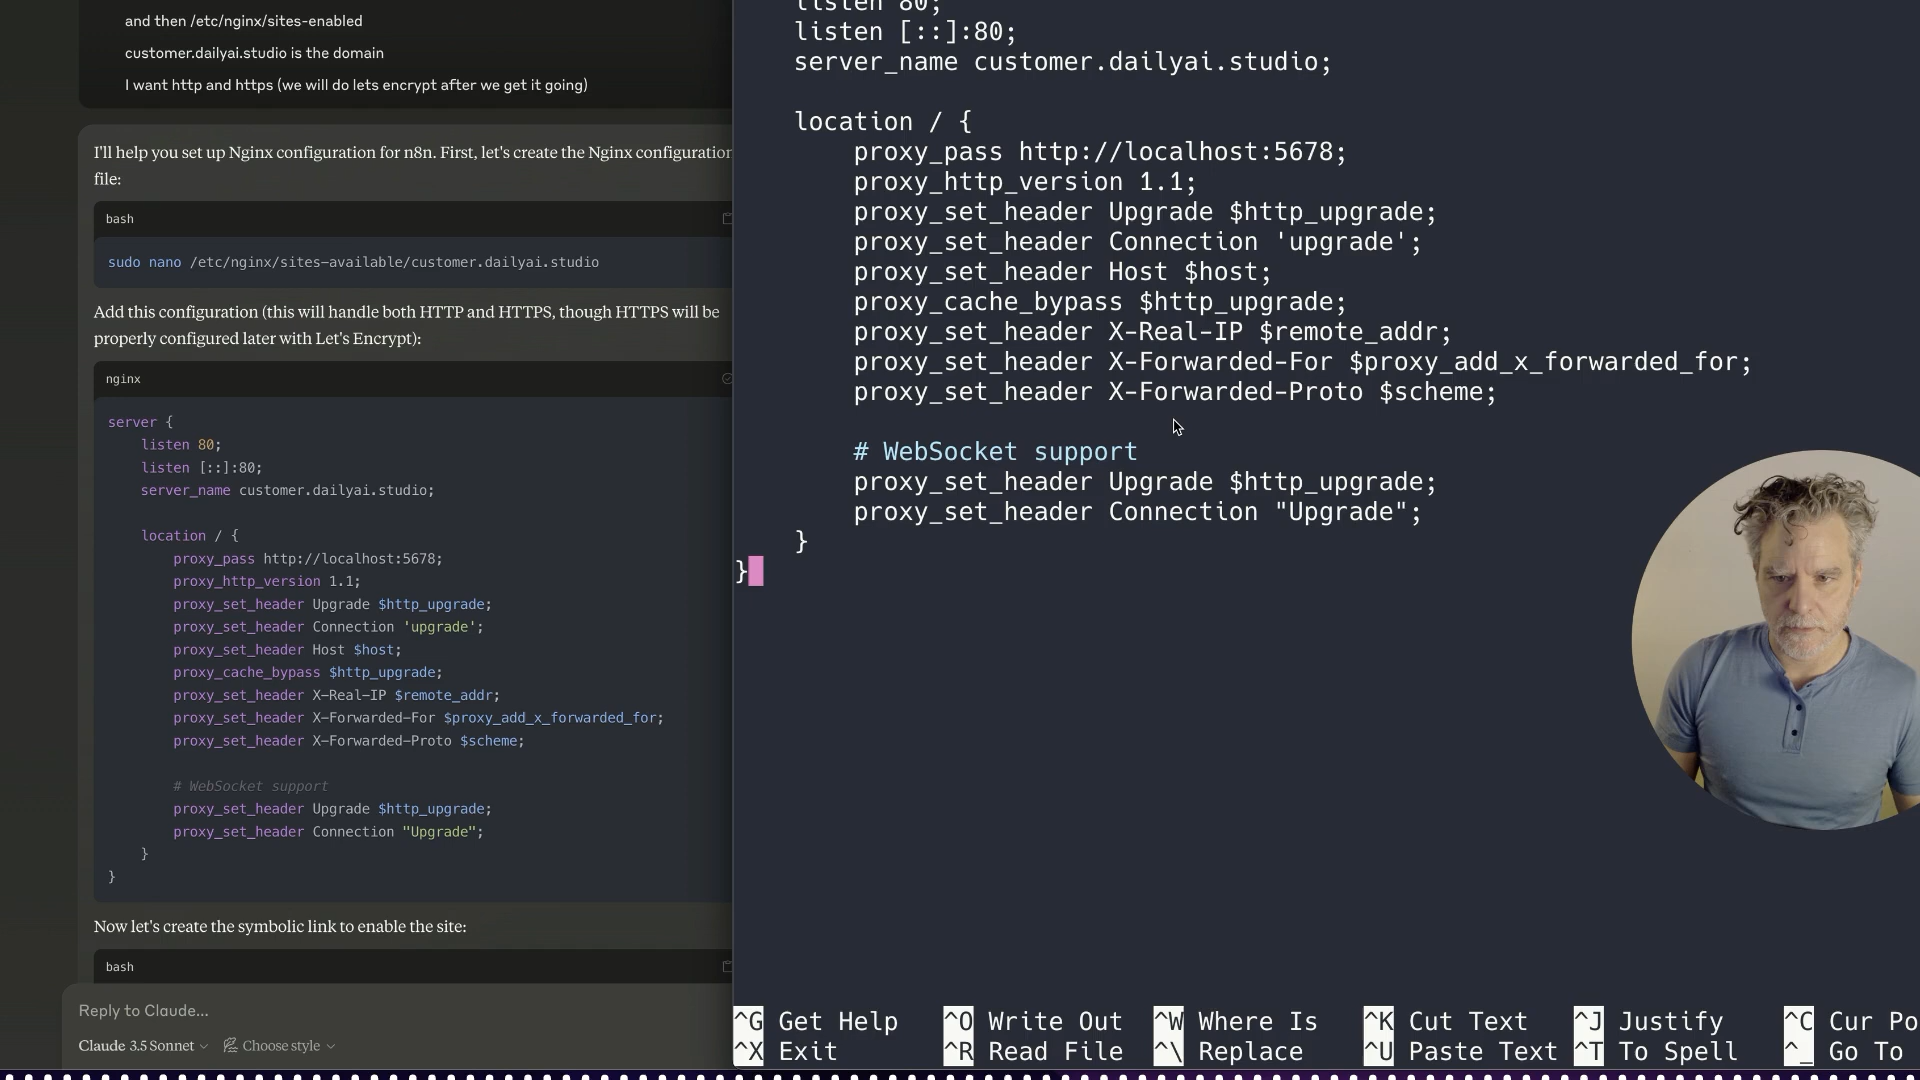 and then /etc/nginx/sites-enabled
customer.dailyai.studio is the domain
I want http and https (we will do lets encrypt after we get it going)
I'll help you set up Nginx configuration for n8n. First, let's create the Nginx configuration
file:
bash
sudo nano /etc/nginx/sites-available/customer.dailyai.studio
Add this configuration (this will handle both HTTP and HTTPS, though HTTPS will be
properly configured later with Let's Encrypt):
nginx
server {
listen 80;
listen [::]:80;
server_name customer.dailyai.studio;
location / {
proxy_pass http://localhost:5678;
proxy_http_version 1.1;
proxy_set_header Upgrade $http_upgrade;
proxy_set_header Connection 'upgrade';
proxy_set_header Host $host;
proxy_cache_bypass $http_upgrade;
proxy_set_header X-Real-IP $remote_addr;
proxy_set_header X-Forwarded-For $proxy_add_x_forwarded_for;
proxy_set_header X-Forwarded-Proto $scheme;
# WebSocket support
proxy_set_header Upgrade $http_upgrade;
proxy_set_header Connection "Upgrade";
}
}
Now let's create the symbolic link to enable the site:
bash
Reply to Claude...
Claude 3.5 Sonnet
Choose style
listen 80;
listen [::]:80;
server_name customer.dailyai.studio;
location / {
proxy_pass http://localhost:5678;
proxy_http_version 1.1;
proxy_set_header Upgrade $http_upgrade;
proxy_set_header Connection 'upgrade';
proxy_set_header Host $host;
proxy_cache_bypass $http_upgrade;
proxy_set_header X-Real-IP $remote_addr;
proxy_set_header X-Forwarded-For $proxy_add_x_forwarded_for;
proxy_set_header X-Forwarded-Proto $scheme;
# WebSocket support
proxy_set_header Upgrade $http_upgrade;
proxy_set_header Connection "Upgrade";
}
}
^G Get Help ^O Write Out ^W Where Is ^K Cut Text ^J Justify ^C Cur Po
^X Exit ^R Read File ^\ Replace ^U Paste Text ^T To Spell ^_ Go To